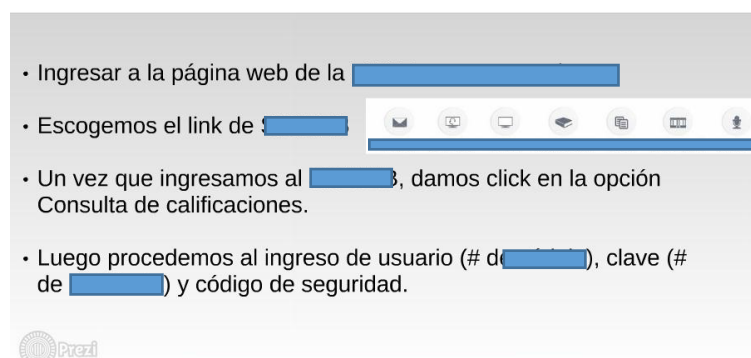 • Ingresar a la página web de la
• Escogemos el link de
• Un vez que ingresamos al B, damos click en la opción
Consulta de calificaciones.
• Luego procedemos al ingreso de usuario (# de ), clave (#
de ) y código de seguridad.
Prezi